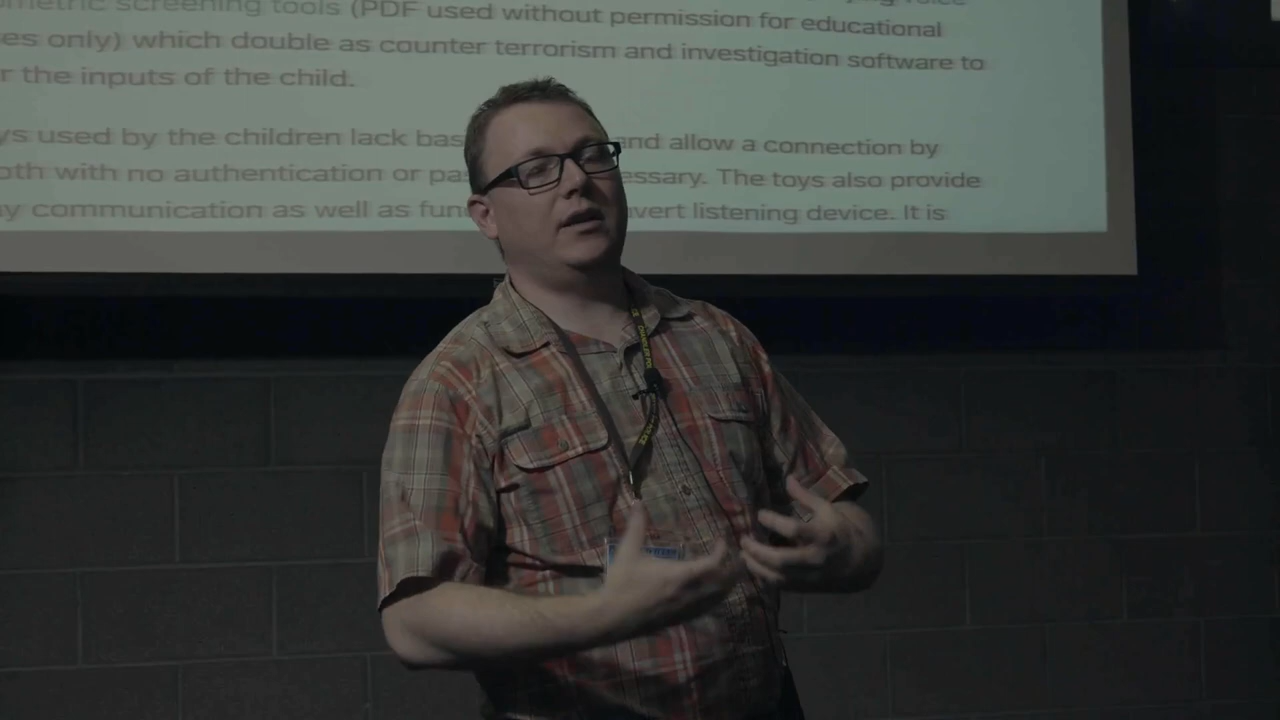 metric screening tools (PDF used without permission for educational
es only) which double as counter terrorism and investigation software to
r the inputs of the child.
ys used by the children lack bas nd allow a connection by
oth with no authentication or pa essary. The toys also provide
ay communication as well as fun vert listening device. It is